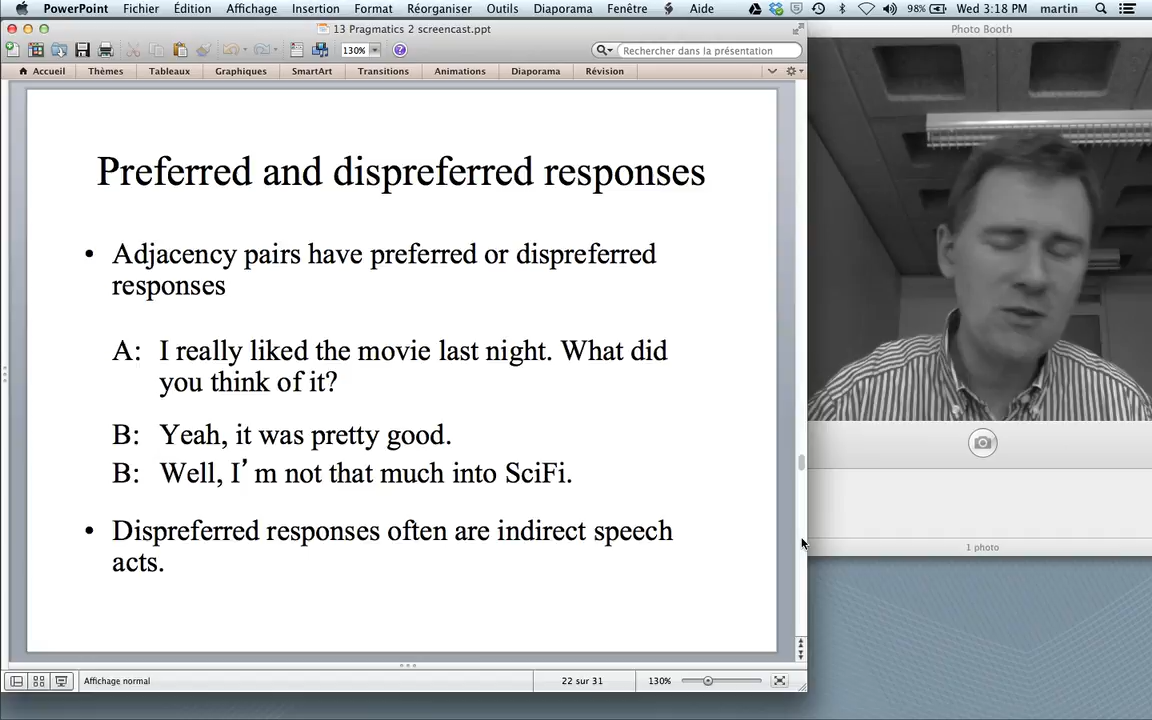 PowerPoint Fichier Édition Affichage Insertion Format Réorganiser Outils Diaporama Fenêtre Aide 98% Wed 3:18 PM martin
13 Pragmatics 2 screencast.ppt
Photo Booth
130% Rechercher dans la présentation
Accueil Thèmes Tableaux Graphiques SmartArt Transitions Animations Diaporama Révision
Preferred and dispreferred responses
• Adjacency pairs have preferred or dispreferred
responses
A: I really liked the movie last night. What did
you think of it?
B: Yeah, it was pretty good.
B: Well, I’m not that much into SciFi.
• Dispreferred responses often are indirect speech
acts.
1 photo
Affichage normal 22 sur 31 130%